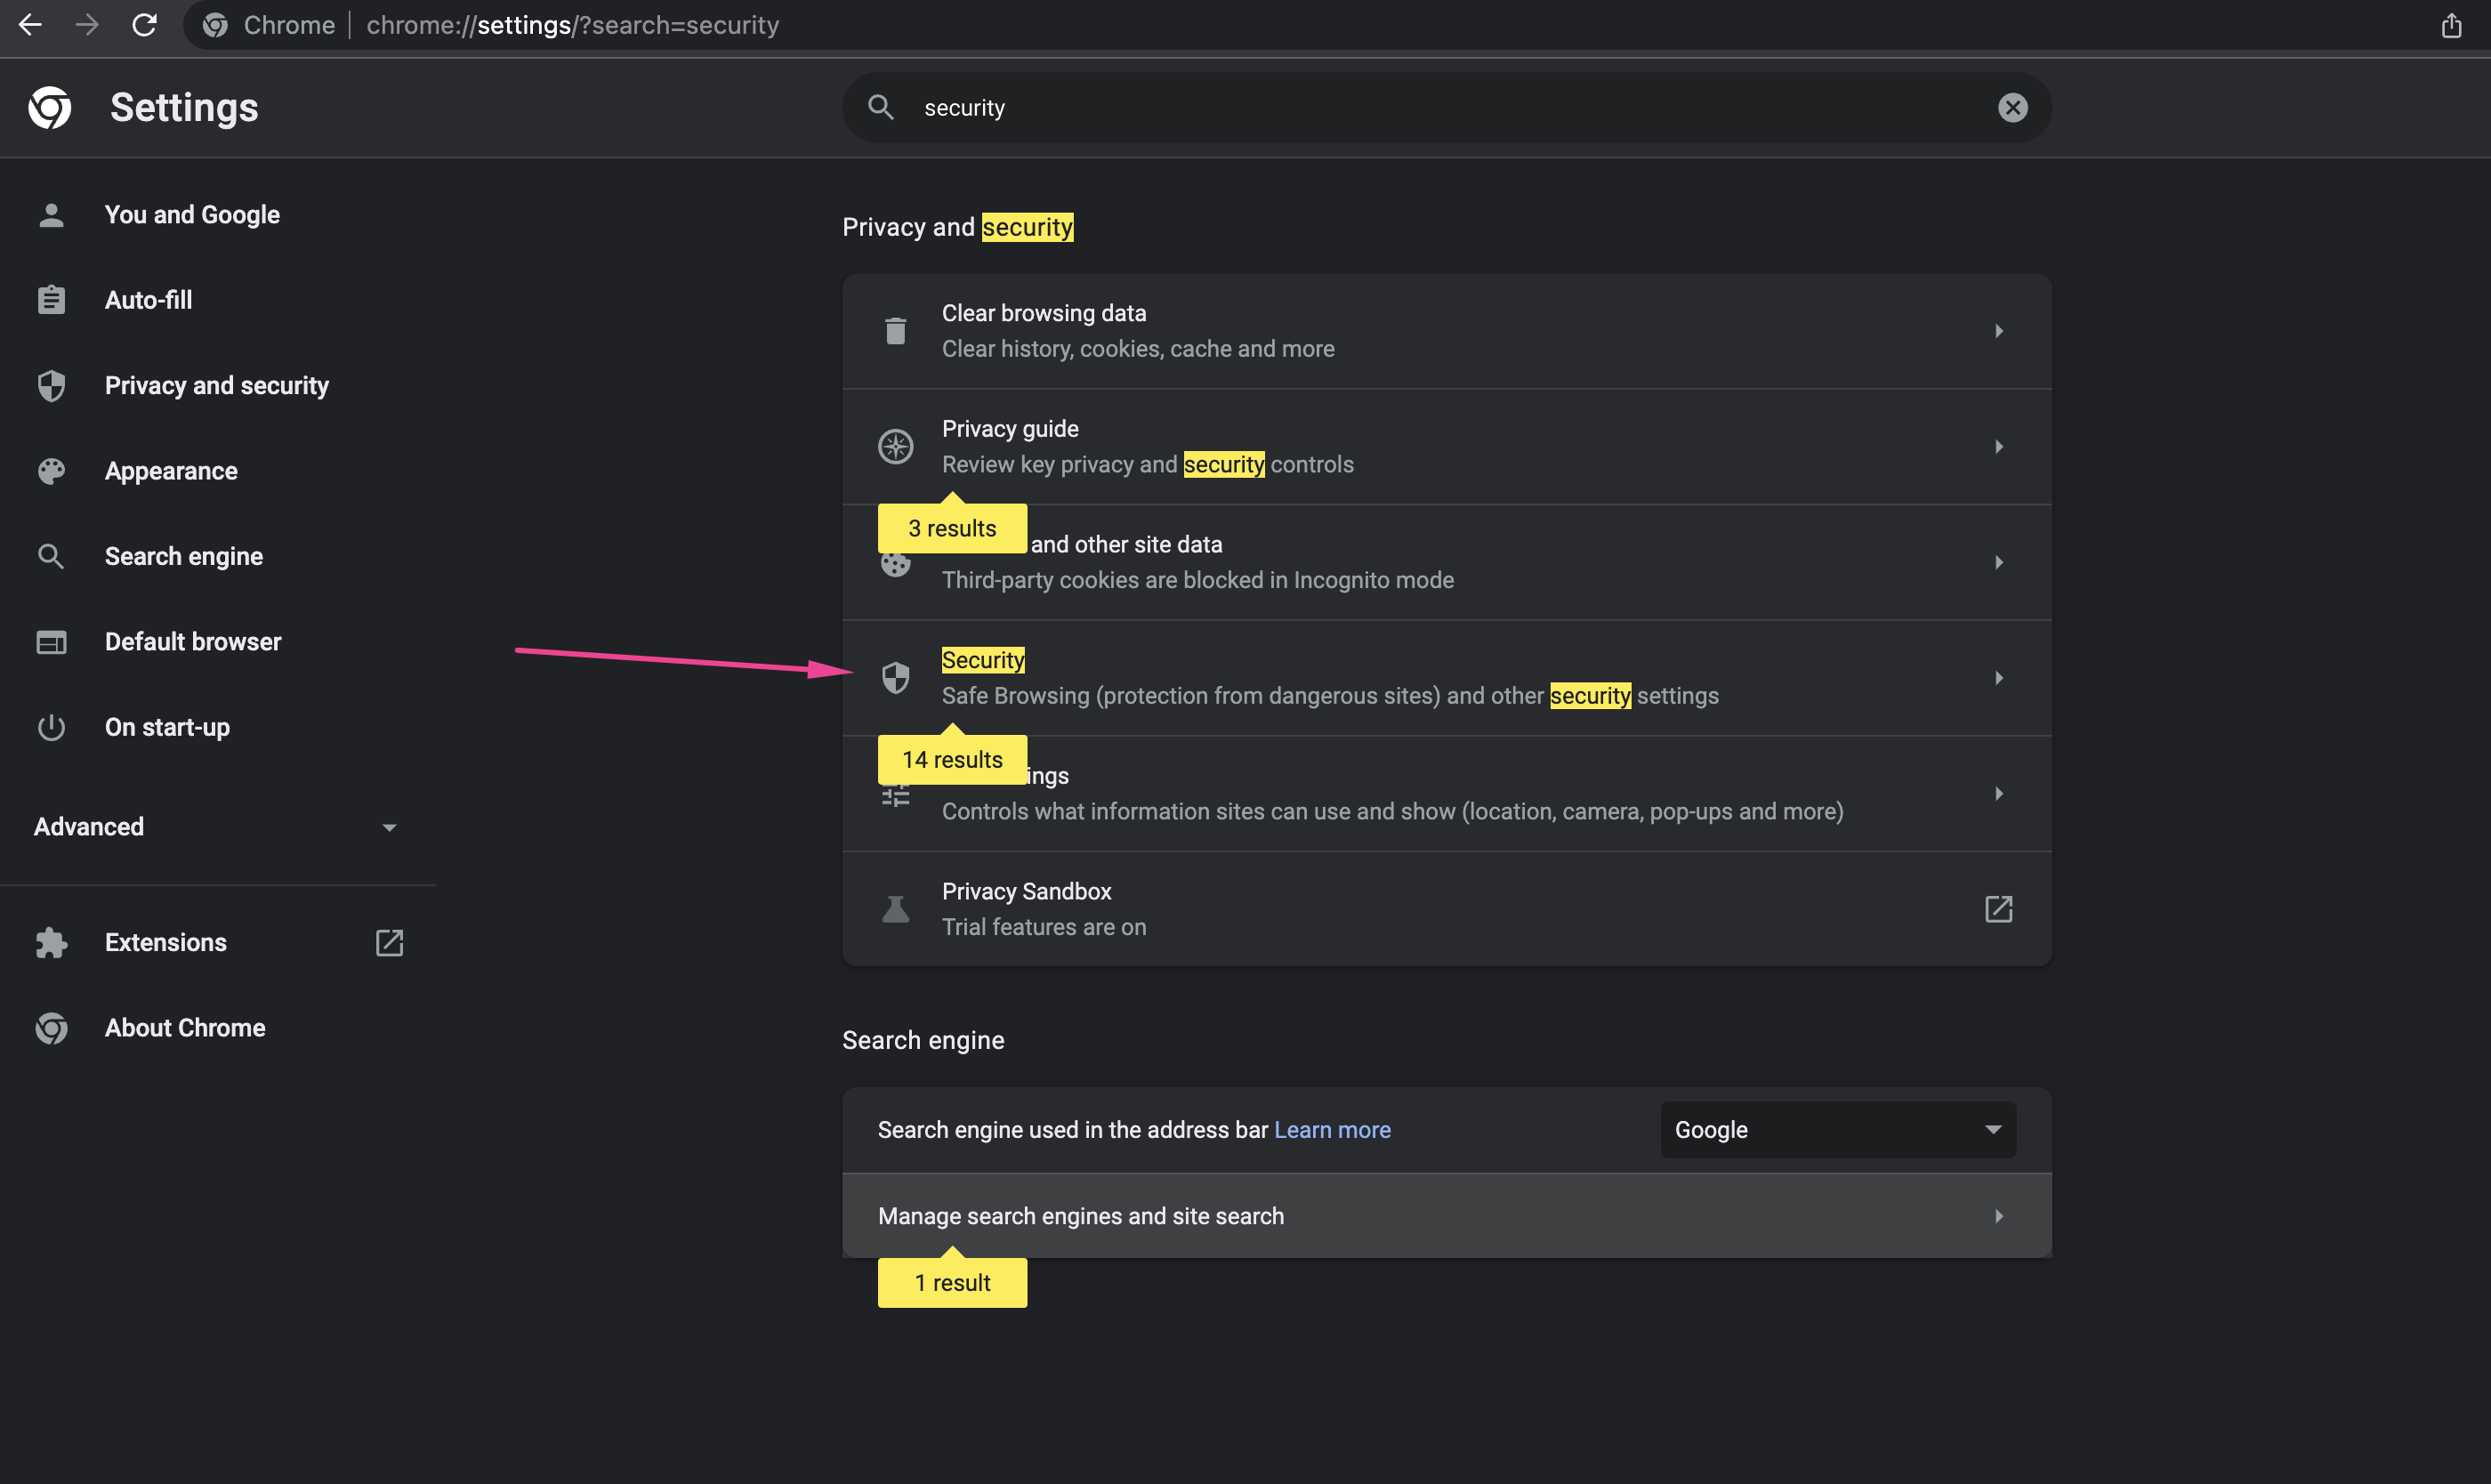 Chrome chrome://settings/?search=security
Settings
security
You and Google
Auto-fill
Privacy and security
Appearance
Search engine
Default browser
On start-up
Advanced
Extensions
About Chrome
Privacy and security
Clear browsing data
Clear history, cookies, cache and more
Privacy guide
Review key privacy and security controls
3 results
and other site data
Third-party cookies are blocked in Incognito mode
Security
Safe Browsing (protection from dangerous sites) and other security settings
14 results
ings
Controls what information sites can use and show (location, camera, pop-ups and more)
Privacy Sandbox
Trial features are on
Search engine
Search engine used in the address bar Learn more
Google
Manage search engines and site search
1 result